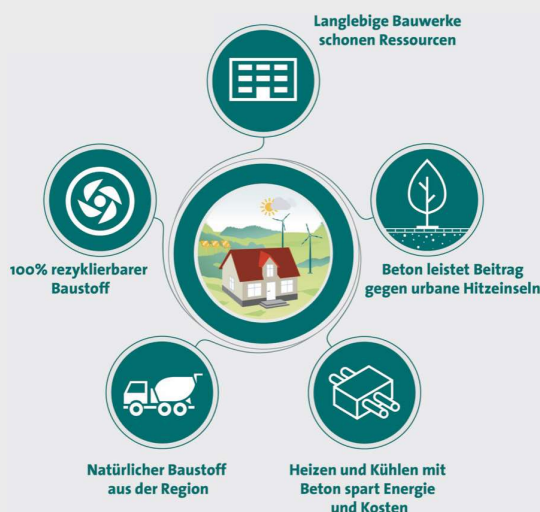 Langlebige Bauwerke
schonen Ressourcen
100% rezyklierbarer
Baustoff
Beton leistet Beitrag
gegen urbane Hitzeinseln
Natürlicher Baustoff
aus der Region
Heizen und Kühlen mit
Beton spart Energie
und Kosten